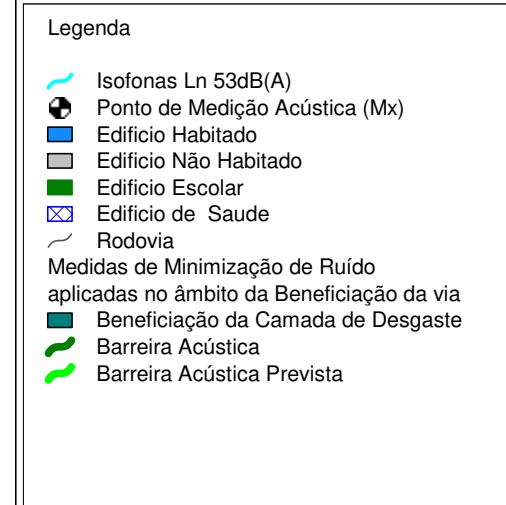 Legenda
Isofonas Ln 53dB(A)
Ponto de Medição Acústica (Mx)
Edificio Habitado
Edificio Não Habitado
Edificio Escolar
Edificio de Saude
Rodovia
Medidas de Minimização de Ruído
aplicadas no âmbito da Beneficiação da via
Beneficiação da Camada de Desgaste
Barreira Acústica
Barreira Acústica Prevista